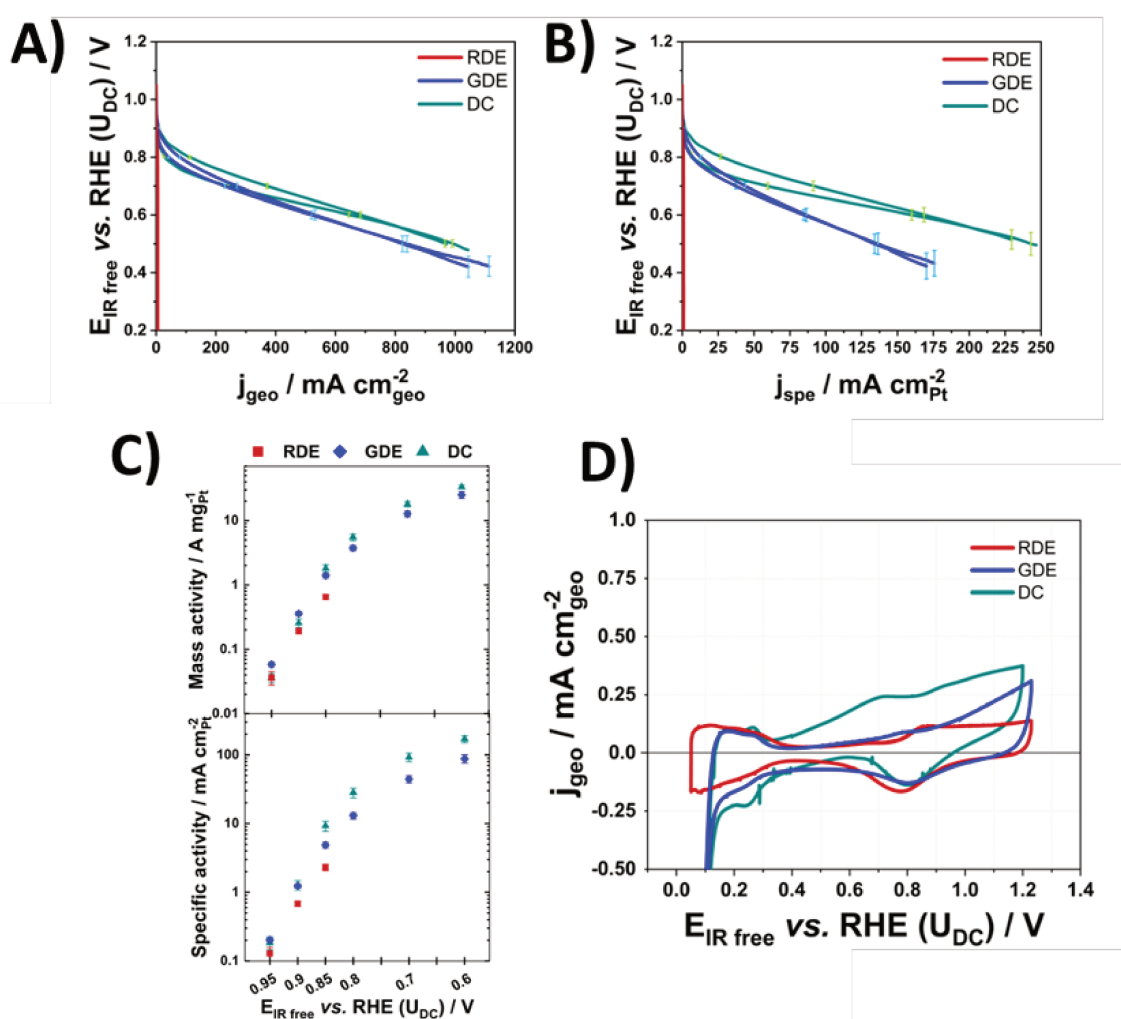 A)
1.2
1.0
0.8
0.6
0.4
0.2
E_IR free vs. RHE (U_DC) / V
RDE
GDE
DC
0 200 400 600 800 1000 1200
j_geo / mA cm⁻²_geo
B)
1.2
1.0
0.8
0.6
0.4
0.2
E_IR free vs. RHE (U_DC) / V
RDE
GDE
DC
0 25 50 75 100 125 150 175 200 225 250
j_spe / mA cm⁻²_Pt
C)
RDE GDE DC
10
1
0.1
0.01
Mass activity / A mg⁻¹_Pt
100
10
1
0.1
Specific activity / mA cm⁻²_Pt
0.95 0.9 0.85 0.8 0.7 0.6
E_IR free vs. RHE (U_DC) / V
D)
1.0
0.75
0.50
0.25
0.0
-0.25
-0.50
j_geo / mA cm⁻²_geo
RDE
GDE
DC
0.0 0.2 0.4 0.6 0.8 1.0 1.2 1.4
E_IR free vs. RHE (U_DC) / V